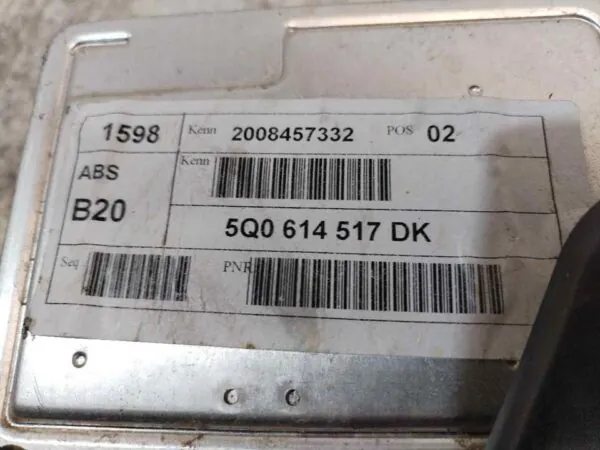 1598 Kenn 2008457332 POS 02
Kenn
ABS
B20
5Q0 614 517 DK
Seq PNR